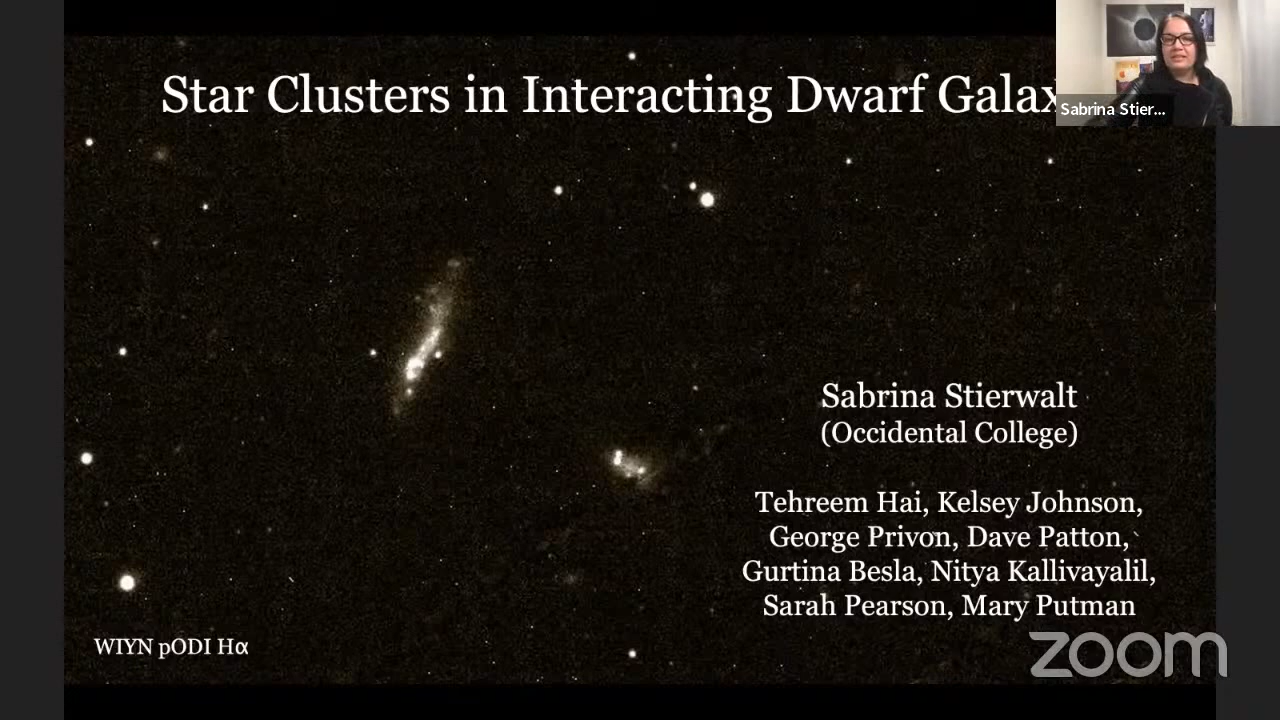 Star Clusters in Interacting Dwarf Galax
Sabrina Stier...
Sabrina Stierwalt
(Occidental College)
Tehreem Hai, Kelsey Johnson,
George Privon, Dave Patton,
Gurtina Besla, Nitya Kallivayalil,
Sarah Pearson, Mary Putman
WIYN pODI Hα
zoom